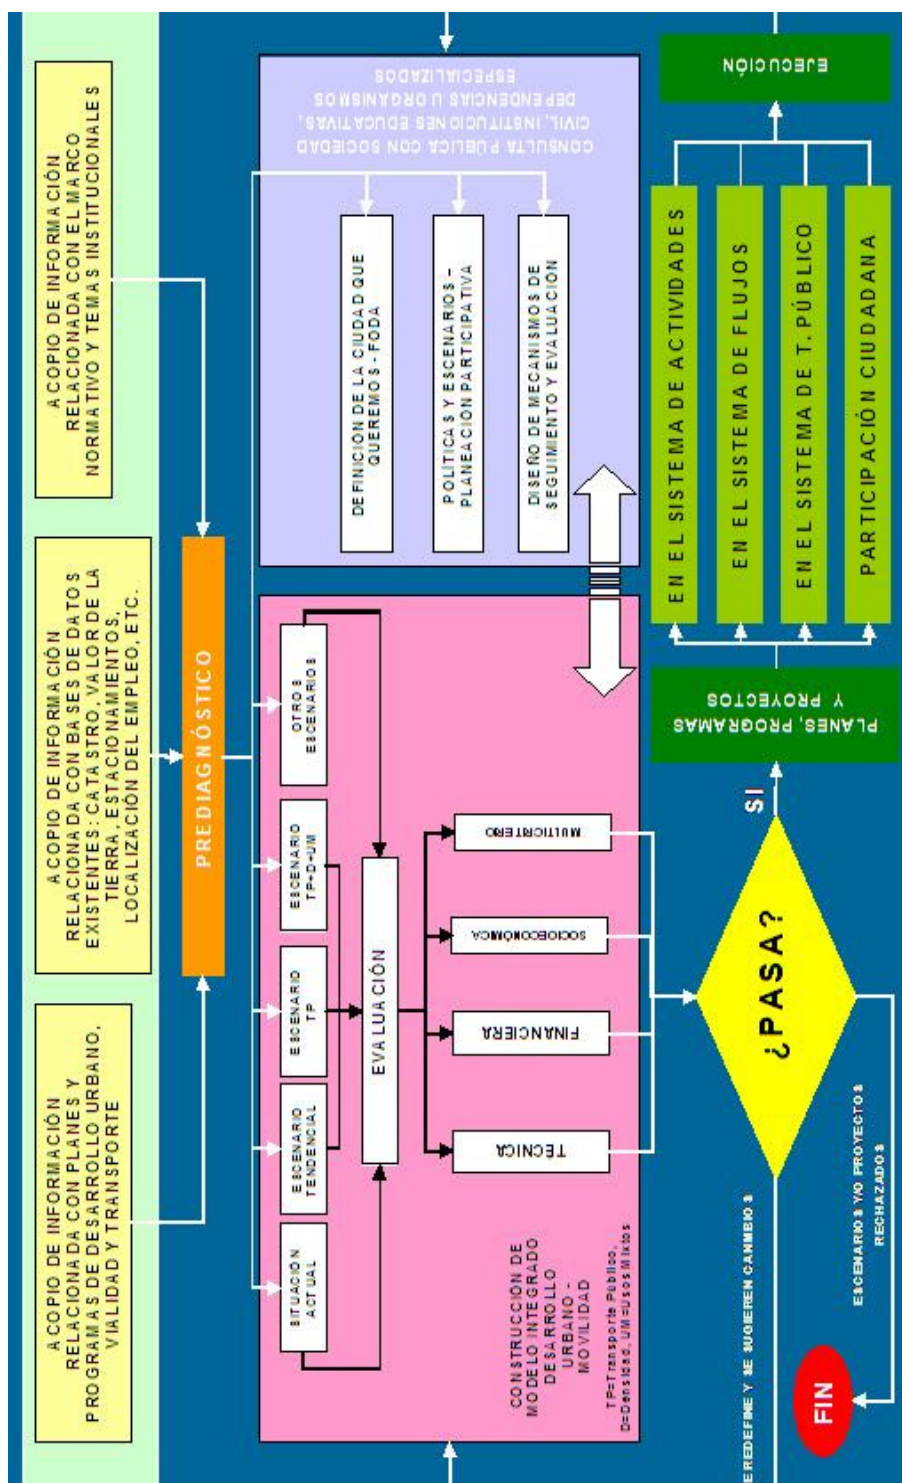 ACOPIO DE INFORMACIÓN
RELACIONADA CON PLANES Y
PROGRAMAS DE DESARROLLO URBANO,
VIALIDAD Y TRANSPORTE
ACOPIO DE INFORMACIÓN
RELACIONADA CON BASES DE DATOS
EXISTENTES: CATASTRO, VALOR DE LA
TIERRA, ESTACIONAMIENTOS,
LOCALIZACIÓN DEL EMPLEO, ETC.
ACOPIO DE INFORMACIÓN
RELACIONADA CON EL MARCO
NORMATIVO Y TEMAS INSTITUCIONALES
PREDIAGNÓSTICO
SITUACIÓN
ACTUAL
ESCENARIO
TENDENCIAL
ESCENARIO
TP
ESCENARIO
TP+D+UM
OTROS
ESCENARIOS
EVALUACIÓN
TÉCNICA
FINANCIERA
SOCIOECONÓMICA
MULTICRITERIO
CONSTRUCCIÓN DE
MODELO INTEGRADO
DESARROLLO
URBANO -
MOVILIDAD
TP=Transporte Público,
D=Densidad, UM=Usos Mixtos
CONSULTA PÚBLICA CON SOCIEDAD
CIVIL, INSTITUCIONES EDUCATIVAS,
DEPENDENCIAS U ORGANISMOS
ESPECIALIZADOS
DEFINICIÓN DE LA CIUDAD QUE
QUEREMOS - FODA
POLÍTICAS Y ESCENARIOS –
PLANEACIÓN PARTICIPATIVA
DISEÑO DE MECANISMOS DE
SEGUIMIENTO Y EVALUACIÓN
¿PASA?
SI
PLANES, PROGRAMAS
Y PROYECTOS
EN EL SISTEMA DE ACTIVIDADES
EN EL SISTEMA DE FLUJOS
EN EL SISTEMA DE T. PÚBLICO
PARTICIPACIÓN CIUDADANA
EJECUCIÓN
E REDEFINE Y SE SUGIEREN CANMBIOS
ESCENARIOS Y/O PROYECTOS
RECHAZADOS
FIN